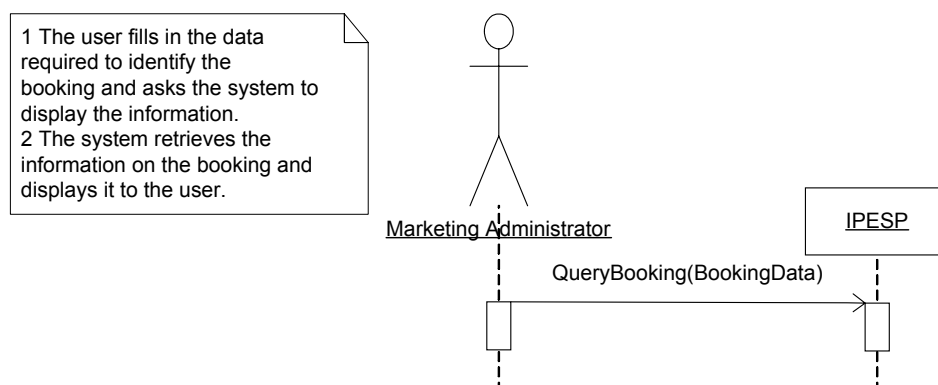 1 The user fills in the data
required to identify the
booking and asks the system to
display the information.
2 The system retrieves the
information on the booking and
displays it to the user.
Marketing Administrator
IPESP
QueryBooking(BookingData)